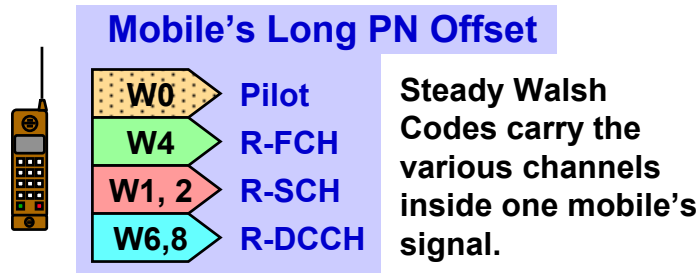 Mobile's Long PN Offset
W0 Pilot
W4 R-FCH
W1, 2 R-SCH
W6,8 R-DCCH
Steady Walsh
Codes carry the
various channels
inside one mobile's
signal.